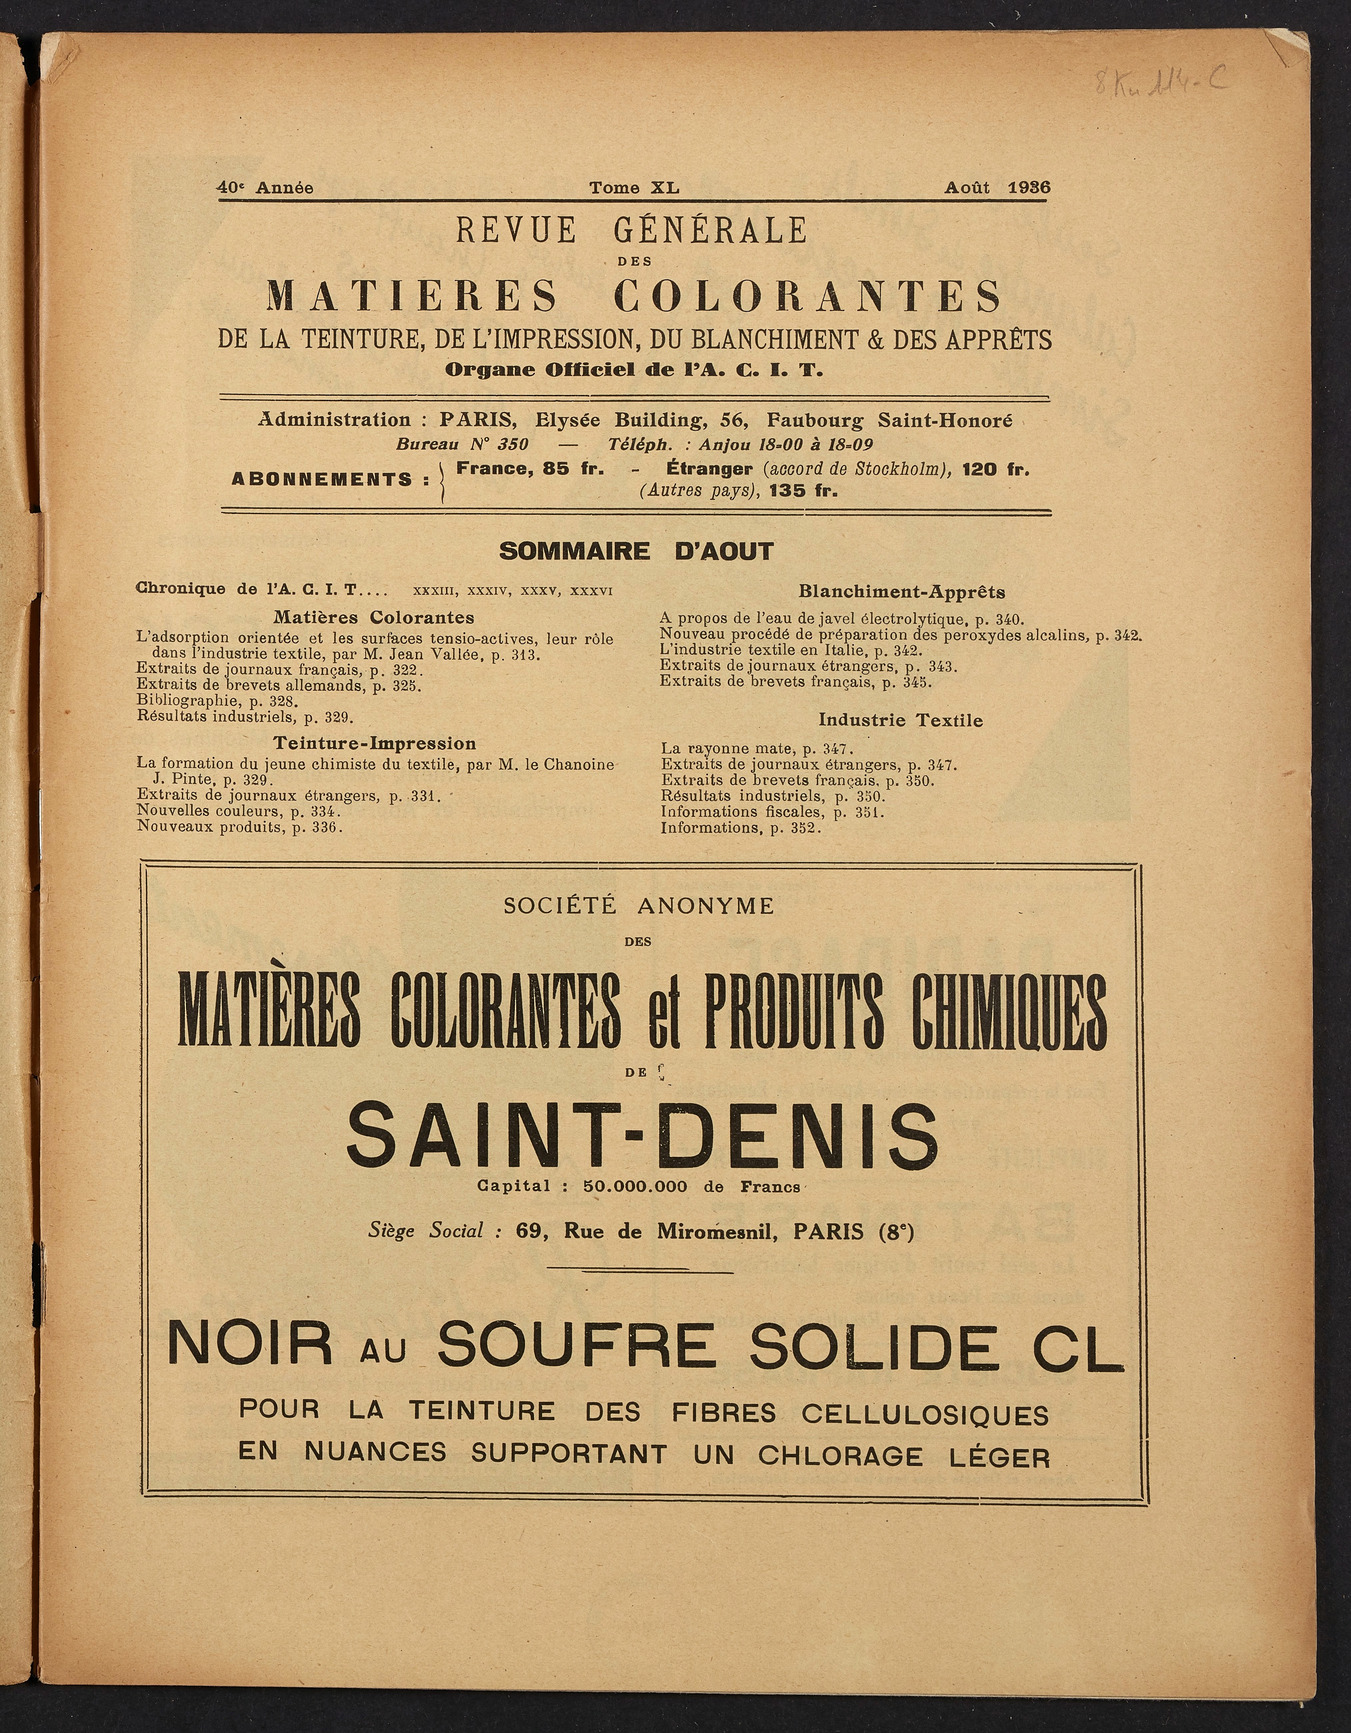 40e Année Tome XL Août 1936
REVUE GÉNÉRALE
DES
MATIERES COLORANTES
DE LA TEINTURE, DE L'IMPRESSION, DU BLANCHIMENT & DES APPRÊTS
Organe Officiel de l'A. C. I. T.
Administration : PARIS, Elysée Building, 56, Faubourg Saint-Honoré
Bureau N° 350 — Téléph. : Anjou 18-00 à 18-09
ABONNEMENTS : France, 85 fr. - Étranger (accord de Stockholm), 120 fr.
(Autres pays), 135 fr.
SOMMAIRE D'AOUT
Chronique de l'A. C. I. T.... XXXIII, XXXIV, XXXV, XXXVI
Matières Colorantes
L'adsorption orientée et les surfaces tensio-actives, leur rôle
dans l'industrie textile, par M. Jean Vallée, p. 313.
Extraits de journaux français, p. 322.
Extraits de brevets allemands, p. 325.
Bibliographie, p. 328.
Résultats industriels, p. 329.
Teinture-Impression
La formation du jeune chimiste du textile, par M. le Chanoine
J. Pinte, p. 329.
Extraits de journaux étrangers, p. 331.
Nouvelles couleurs, p. 334.
Nouveaux produits, p. 336.
Blanchiment-Apprêts
A propos de l'eau de javel électrolytique, p. 340.
Nouveau procédé de préparation des peroxydes alcalins, p. 342.
L'industrie textile en Italie, p. 342.
Extraits de journaux étrangers, p. 343.
Extraits de brevets français, p. 345.
Industrie Textile
La rayonne mate, p. 347.
Extraits de journaux étrangers, p. 347.
Extraits de brevets français, p. 350.
Résultats industriels, p. 350.
Informations fiscales, p. 351.
Informations, p. 352.
SOCIÉTÉ ANONYME
DES
MATIÈRES COLORANTES et PRODUITS CHIMIQUES
DE
SAINT-DENIS
Capital : 50.000.000 de Francs
Siège Social : 69, Rue de Miromesnil, PARIS (8e)
NOIR AU SOUFRE SOLIDE CL
POUR LA TEINTURE DES FIBRES CELLULOSIQUES
EN NUANCES SUPPORTANT UN CHLORAGE LÉGER